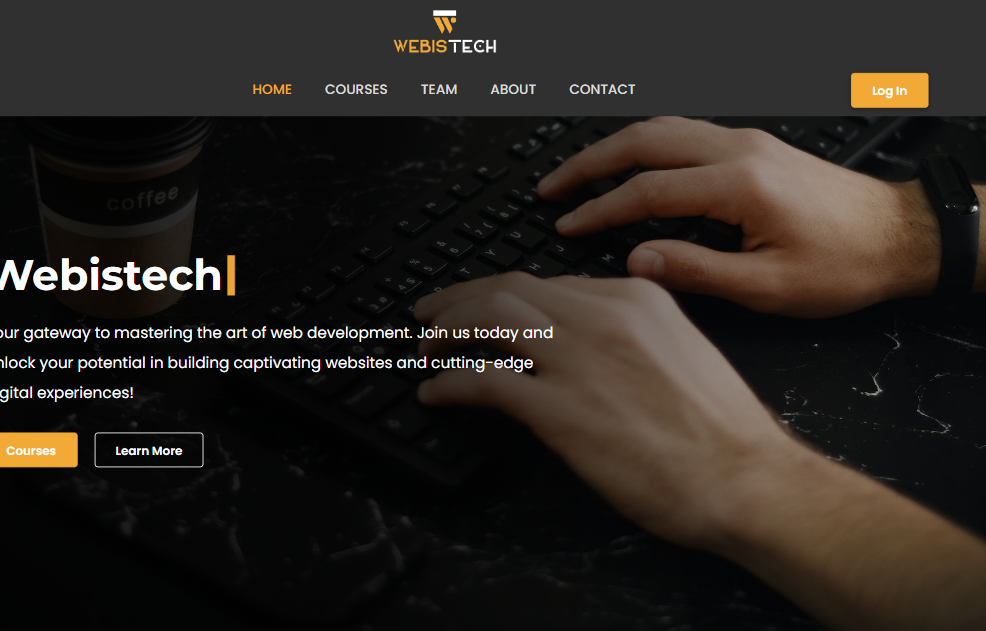 WEBISTECH
HOME COURSES TEAM ABOUT CONTACT Log In
coffee
Webistech
our gateway to mastering the art of web development. Join us today and
nlock your potential in building captivating websites and cutting-edge
gital experiences!
Courses Learn More